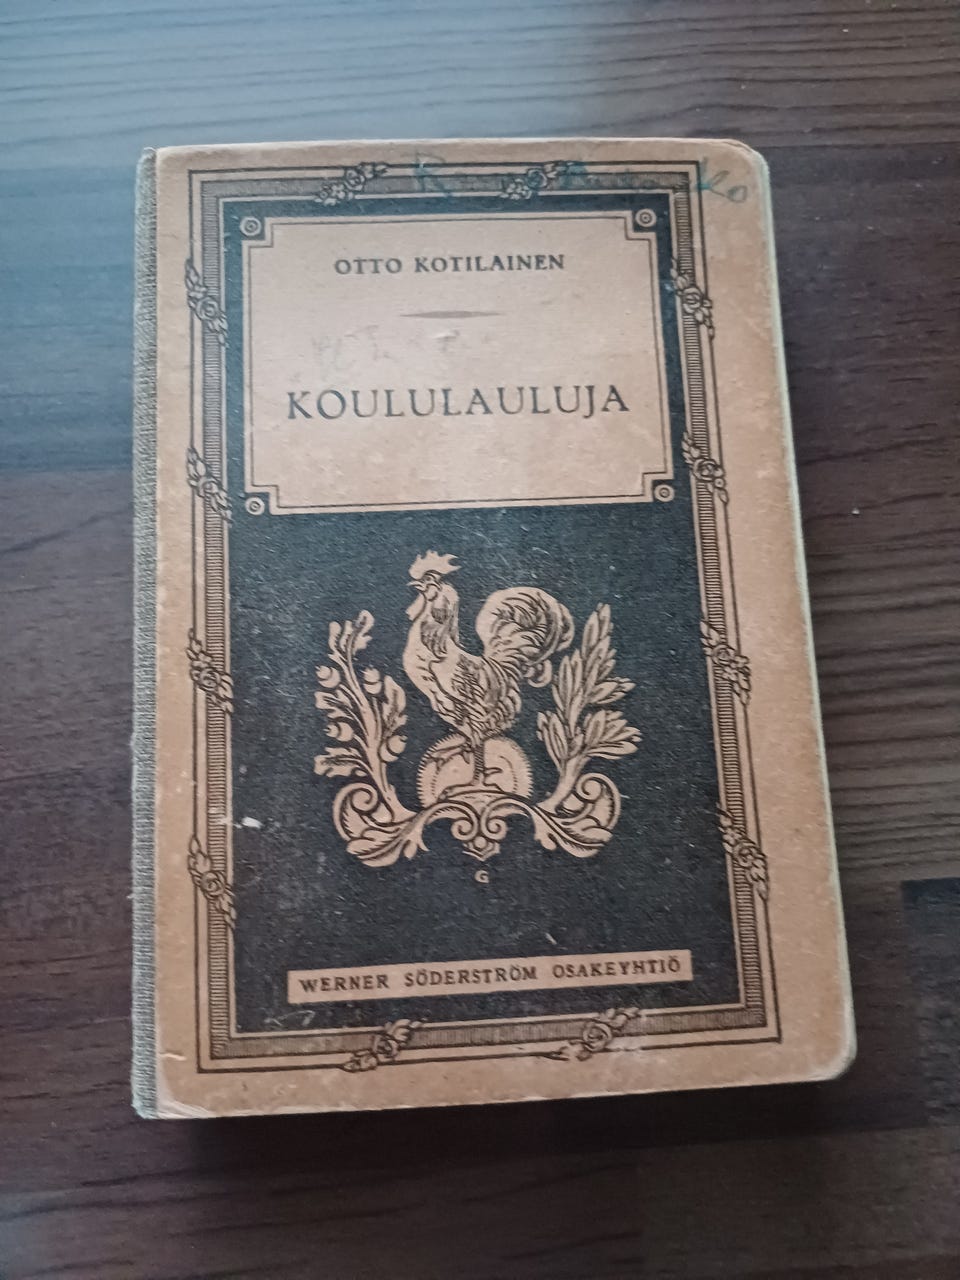 OTTO KOTILAINEN
KOULULAULUJA
G
WERNER SÖDERSTRÖM OSAKEYHTIÖ